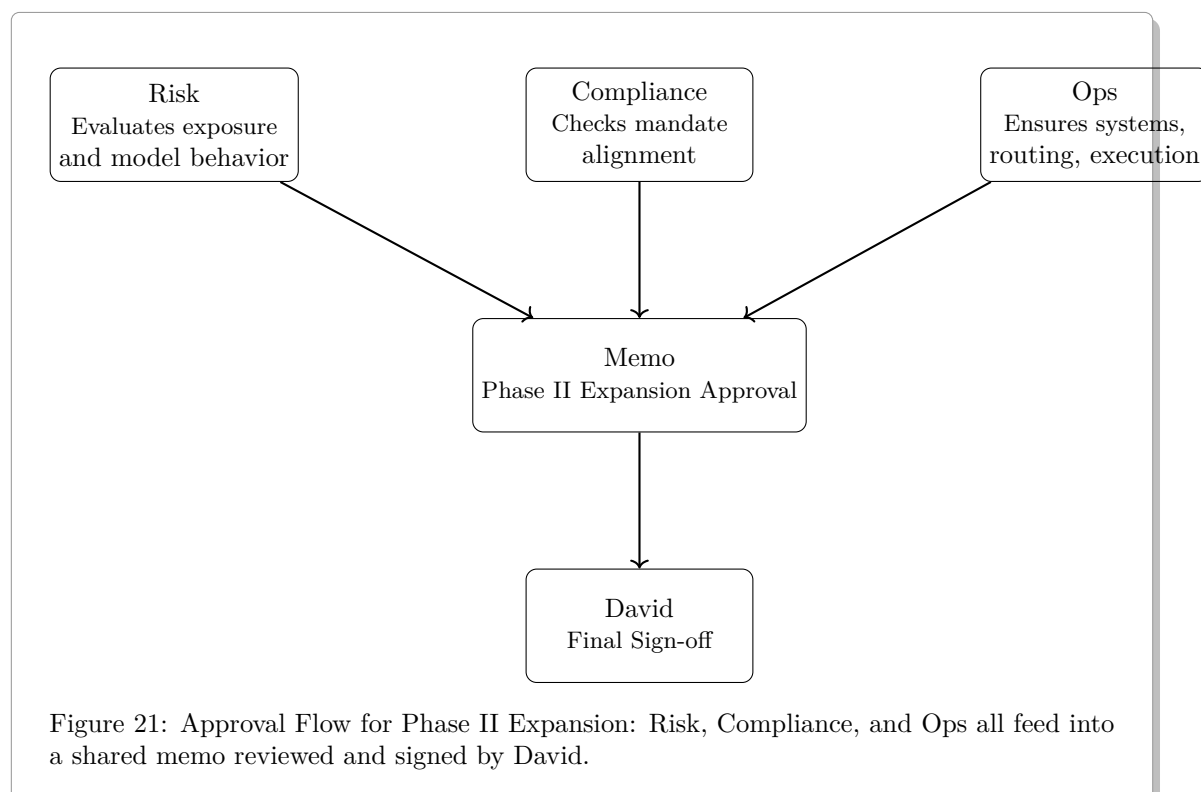 Risk
Evaluates exposure
and model behavior
Compliance
Checks mandate
alignment
Ops
Ensures systems,
routing, execution
Memo
Phase II Expansion Approval
David
Final Sign-off
Figure 21: Approval Flow for Phase II Expansion: Risk, Compliance, and Ops all feed into
a shared memo reviewed and signed by David.